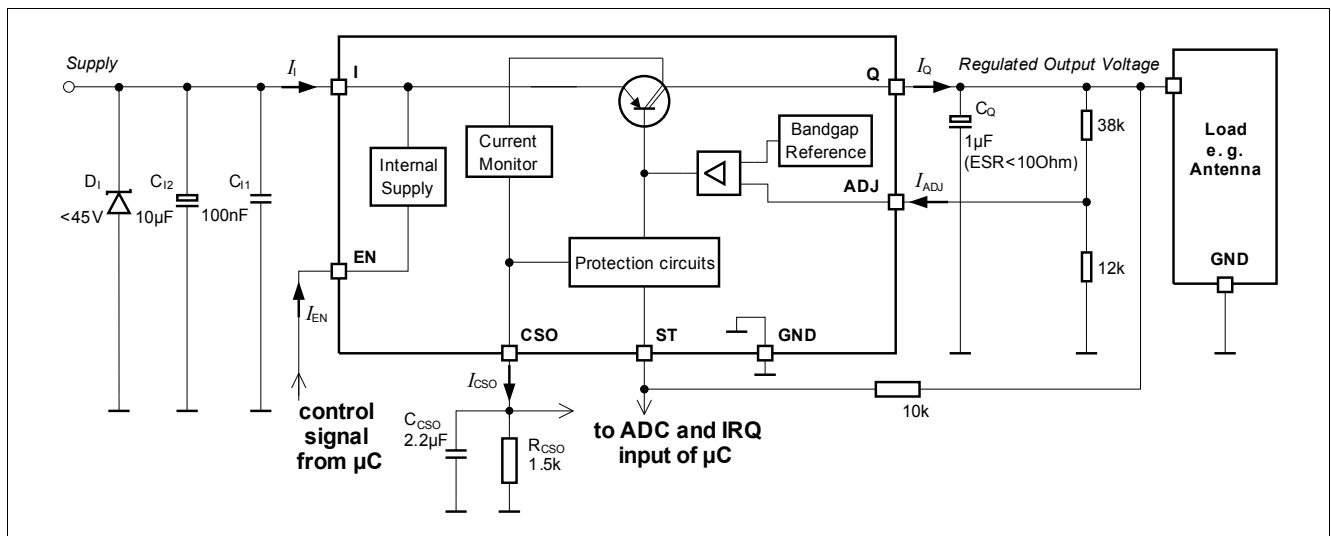 Supply
I_I
I
Q
I_Q
Regulated Output Voltage
C_Q
1µF
(ESR<10Ohm)
38k
Load
e. g.
Antenna
GND
Current
Monitor
Bandgap
Reference
Internal
Supply
ADJ
I_ADJ
D_I
<45V
C_I2
10µF
C_I1
100nF
EN
I_EN
Protection circuits
12k
CSO
ST
GND
I_CSO
10k
control
signal
from µC
C_CSO
2.2µF
R_CSO
1.5k
to ADC and IRQ
input of µC